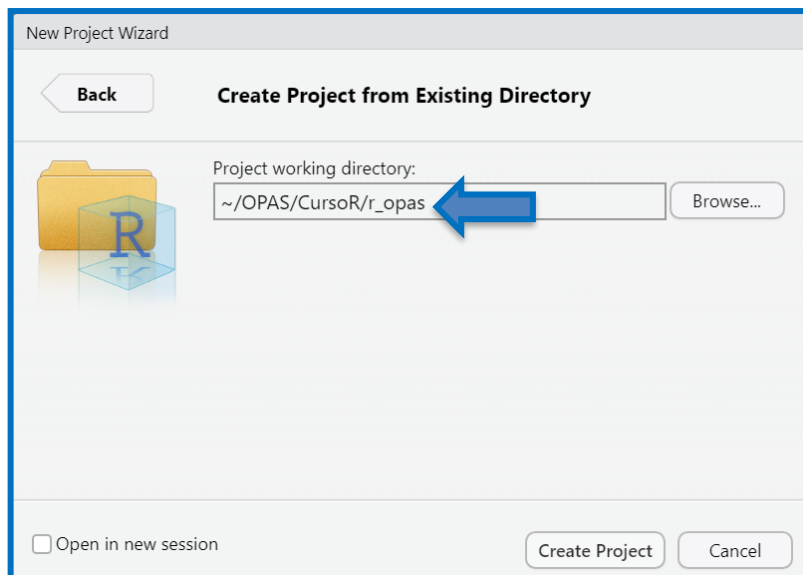 New Project Wizard
Back
Create Project from Existing Directory
Project working directory:
~/OPAS/CursoR/r_opas
Browse...
R
Open in new session
Create Project
Cancel